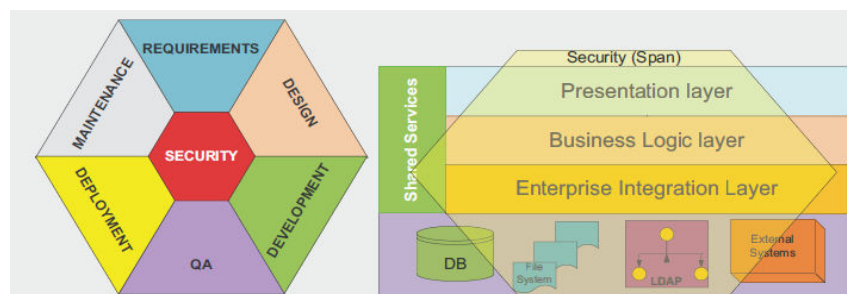 REQUIREMENTS
DESIGN
DEVELOPMENT
QA
DEPLOYMENT
MAINTENANCE
SECURITY
Security (Span)
Shared Services
Presentation layer
Business Logic layer
Enterprise Integration Layer
DB
File
System
LDAP
External
Systems